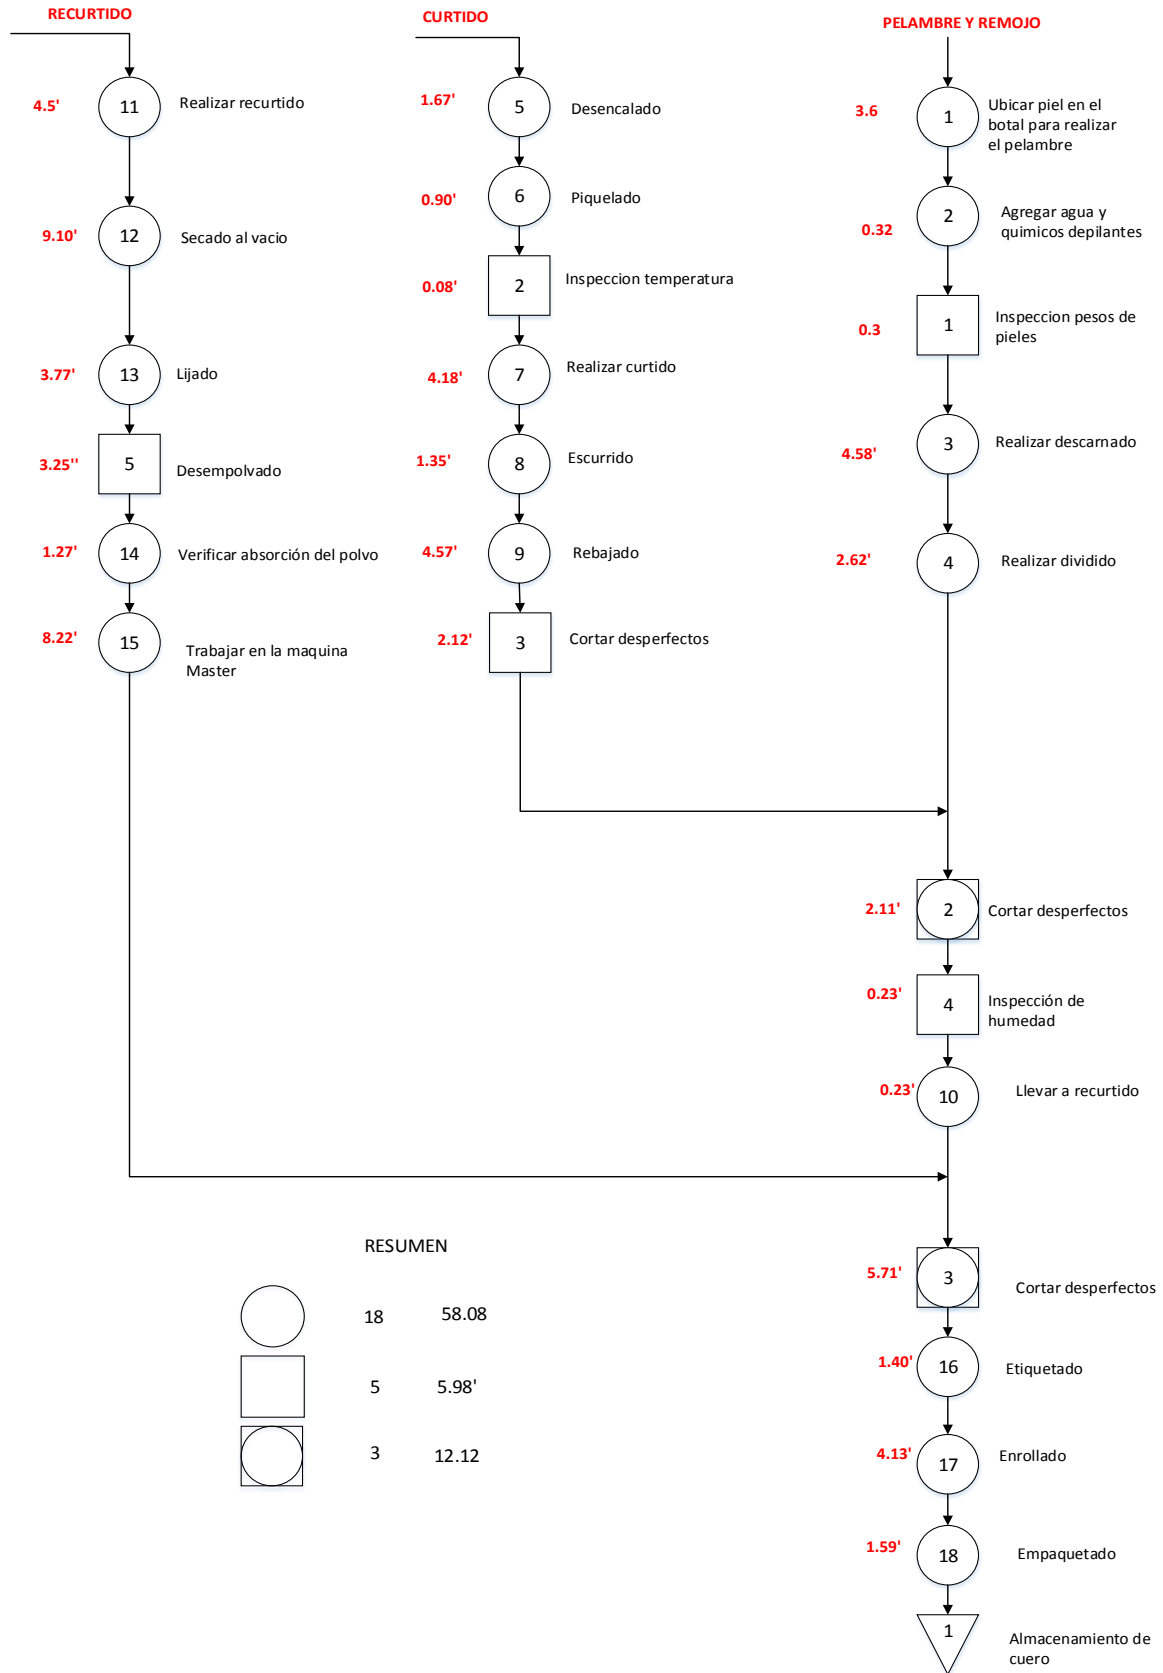 RECURTIDO
4.5'
11
Realizar recurtido
9.10'
12
Secado al vacio
3.77'
13
Lijado
3.25''
5
Desempolvado
1.27'
14
Verificar absorción del polvo
8.22'
15
Trabajar en la maquina
Master
CURTIDO
1.67'
5
Desencalado
0.90'
6
Piquelado
0.08'
2
Inspeccion temperatura
4.18'
7
Realizar curtido
1.35'
8
Escurrido
4.57'
9
Rebajado
2.12'
3
Cortar desperfectos
PELAMBRE Y REMOJO
3.6
1
Ubicar piel en el
botal para realizar
el pelambre
0.32
2
Agregar agua y
quimicos depilantes
0.3
1
Inspeccion pesos de
pieles
4.58'
3
Realizar descarnado
2.62'
4
Realizar dividido
2.11'
2
Cortar desperfectos
0.23'
4
Inspección de
humedad
0.23'
10
Llevar a recurtido
5.71'
3
Cortar desperfectos
1.40'
16
Etiquetado
4.13'
17
Enrollado
1.59'
18
Empaquetado
1
Almacenamiento de
cuero
RESUMEN
18 58.08
5 5.98'
3 12.12